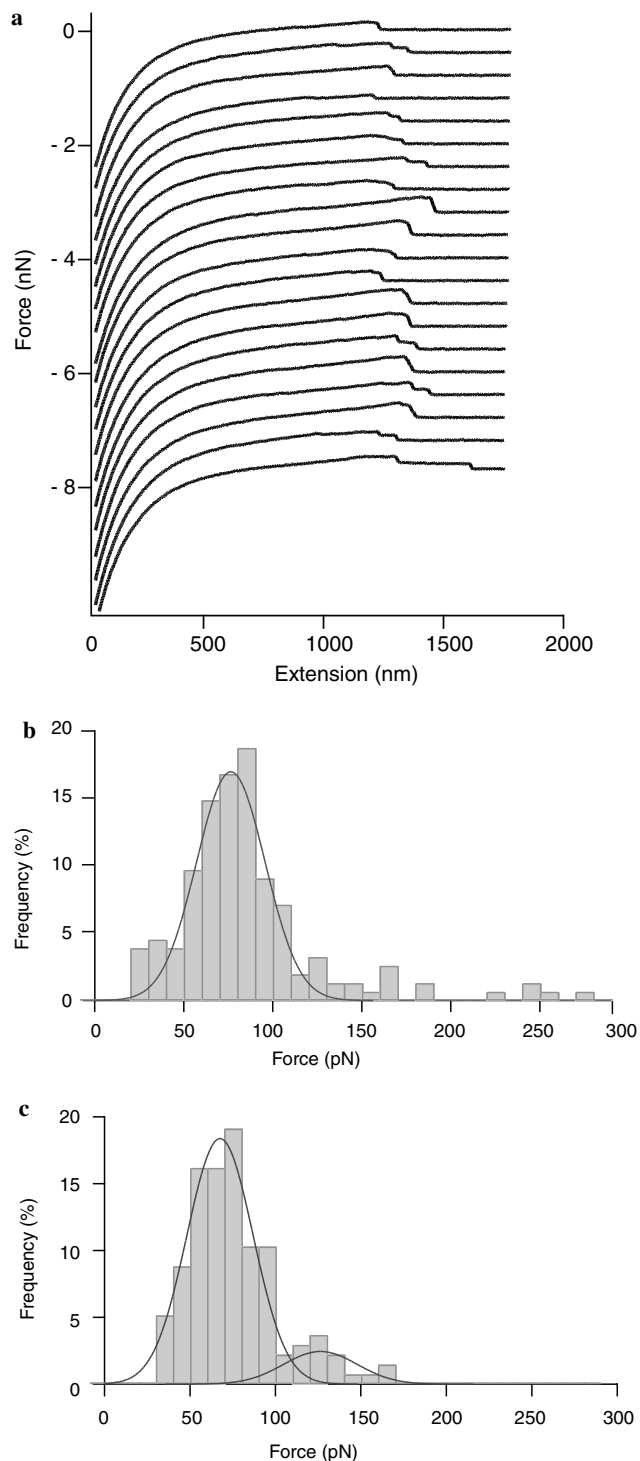 a
0
- 2
- 4
- 6
- 8
Force (nN)
0 500 1000 1500 2000
Extension (nm)
b
20
15
10
5
0
Frequency (%)
0 50 100 150 200 250 300
Force (pN)
c
20
15
10
5
0
Frequency (%)
0 50 100 150 200 250 300
Force (pN)